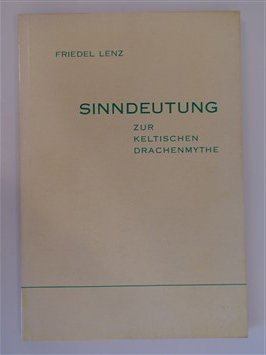 FRIEDEL LENZ
SINNDEUTUNG
ZUR
KELTISCHEN
DRACHENMYTHE